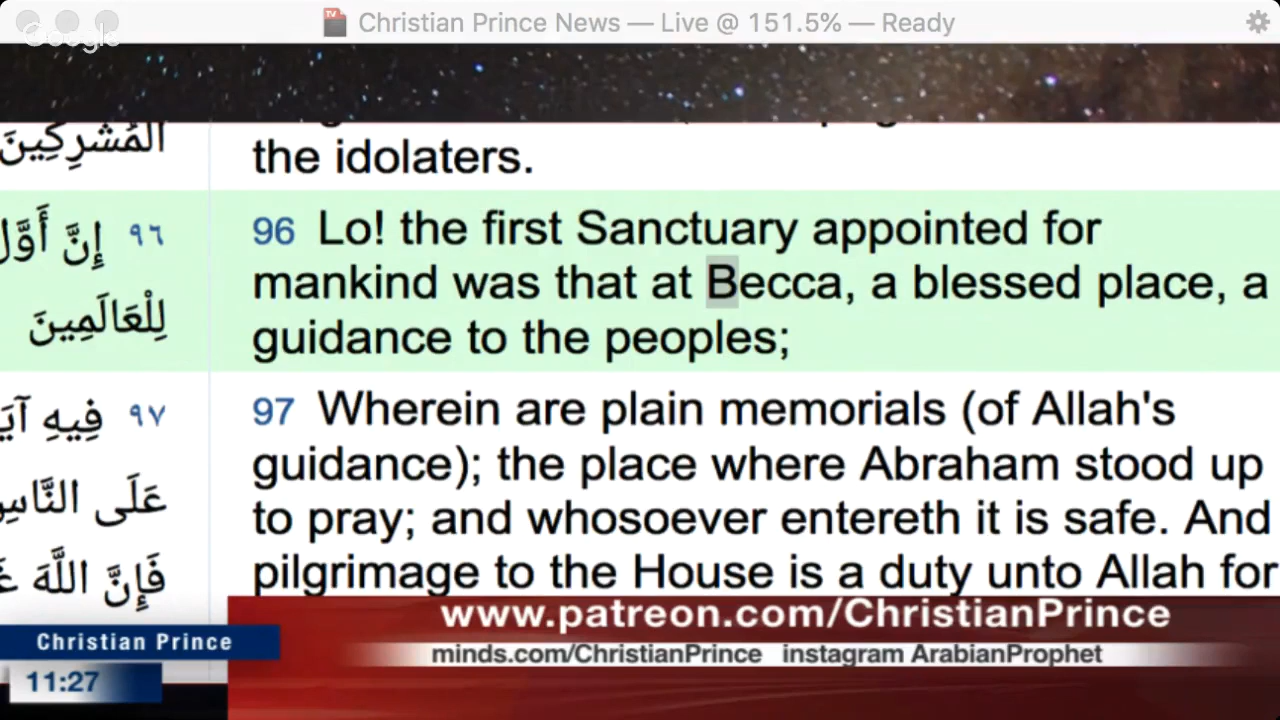 Christian Prince News — Live @ 151.5% — Ready
Google
الْمُشْرِكِينَ
the idolaters.
٩٦ إِنَّ أَوَّلَ
لِلْعَالَمِينَ
96 Lo! the first Sanctuary appointed for
mankind was that at Becca, a blessed place, a
guidance to the peoples;
٩٧ فِيهِ
عَلَى النَّاسِ
فَإِنَّ اللَّهَ
97 Wherein are plain memorials (of Allah's
guidance); the place where Abraham stood up
to pray; and whosoever entereth it is safe. And
pilgrimage to the House is a duty unto Allah for
www.patreon.com/ChristianPrince
Christian Prince
minds.com/ChristianPrince instagram ArabianProphet
11:27